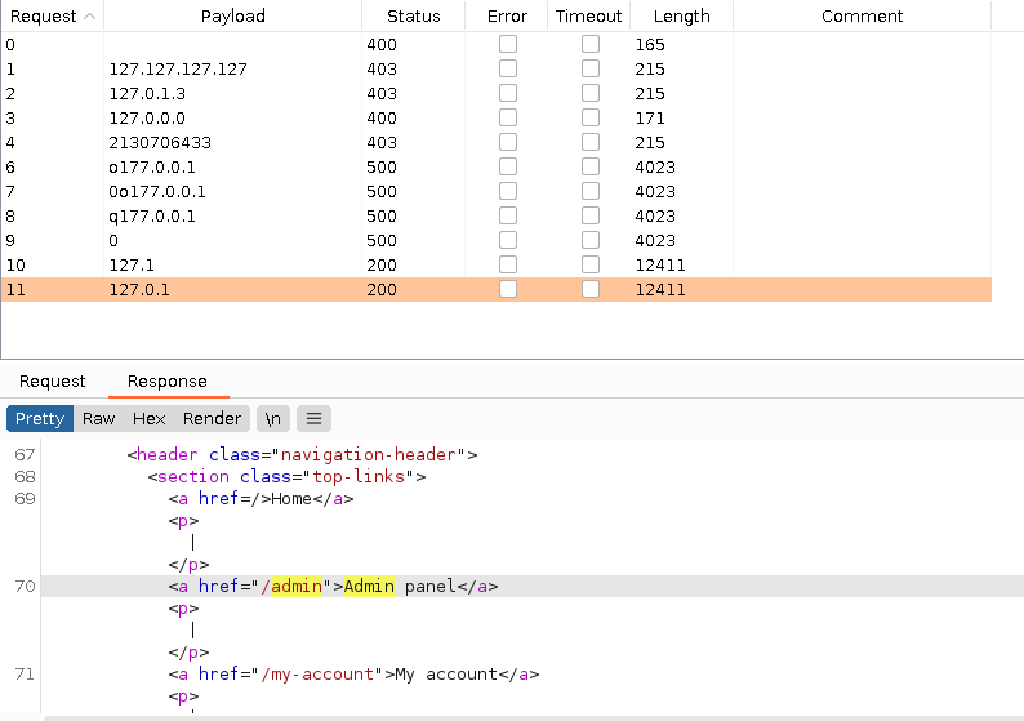 Request Payload Status Error Timeout Length Comment
0 400 165
1 127.127.127.127 403 215
2 127.0.1.3 403 215
3 127.0.0.0 400 171
4 2130706433 403 215
6 o177.0.0.1 500 4023
7 0o177.0.0.1 500 4023
8 q177.0.0.1 500 4023
9 0 500 4023
10 127.1 200 12411
11 127.0.1 200 12411
Request Response
Pretty Raw Hex Render \n
67 <header class="navigation-header">
68 <section class="top-links">
69 <a href=/>Home</a>
<p>
|
</p>
70 <a href="/admin">Admin panel</a>
<p>
|
</p>
71 <a href="/my-account">My account</a>
<p>